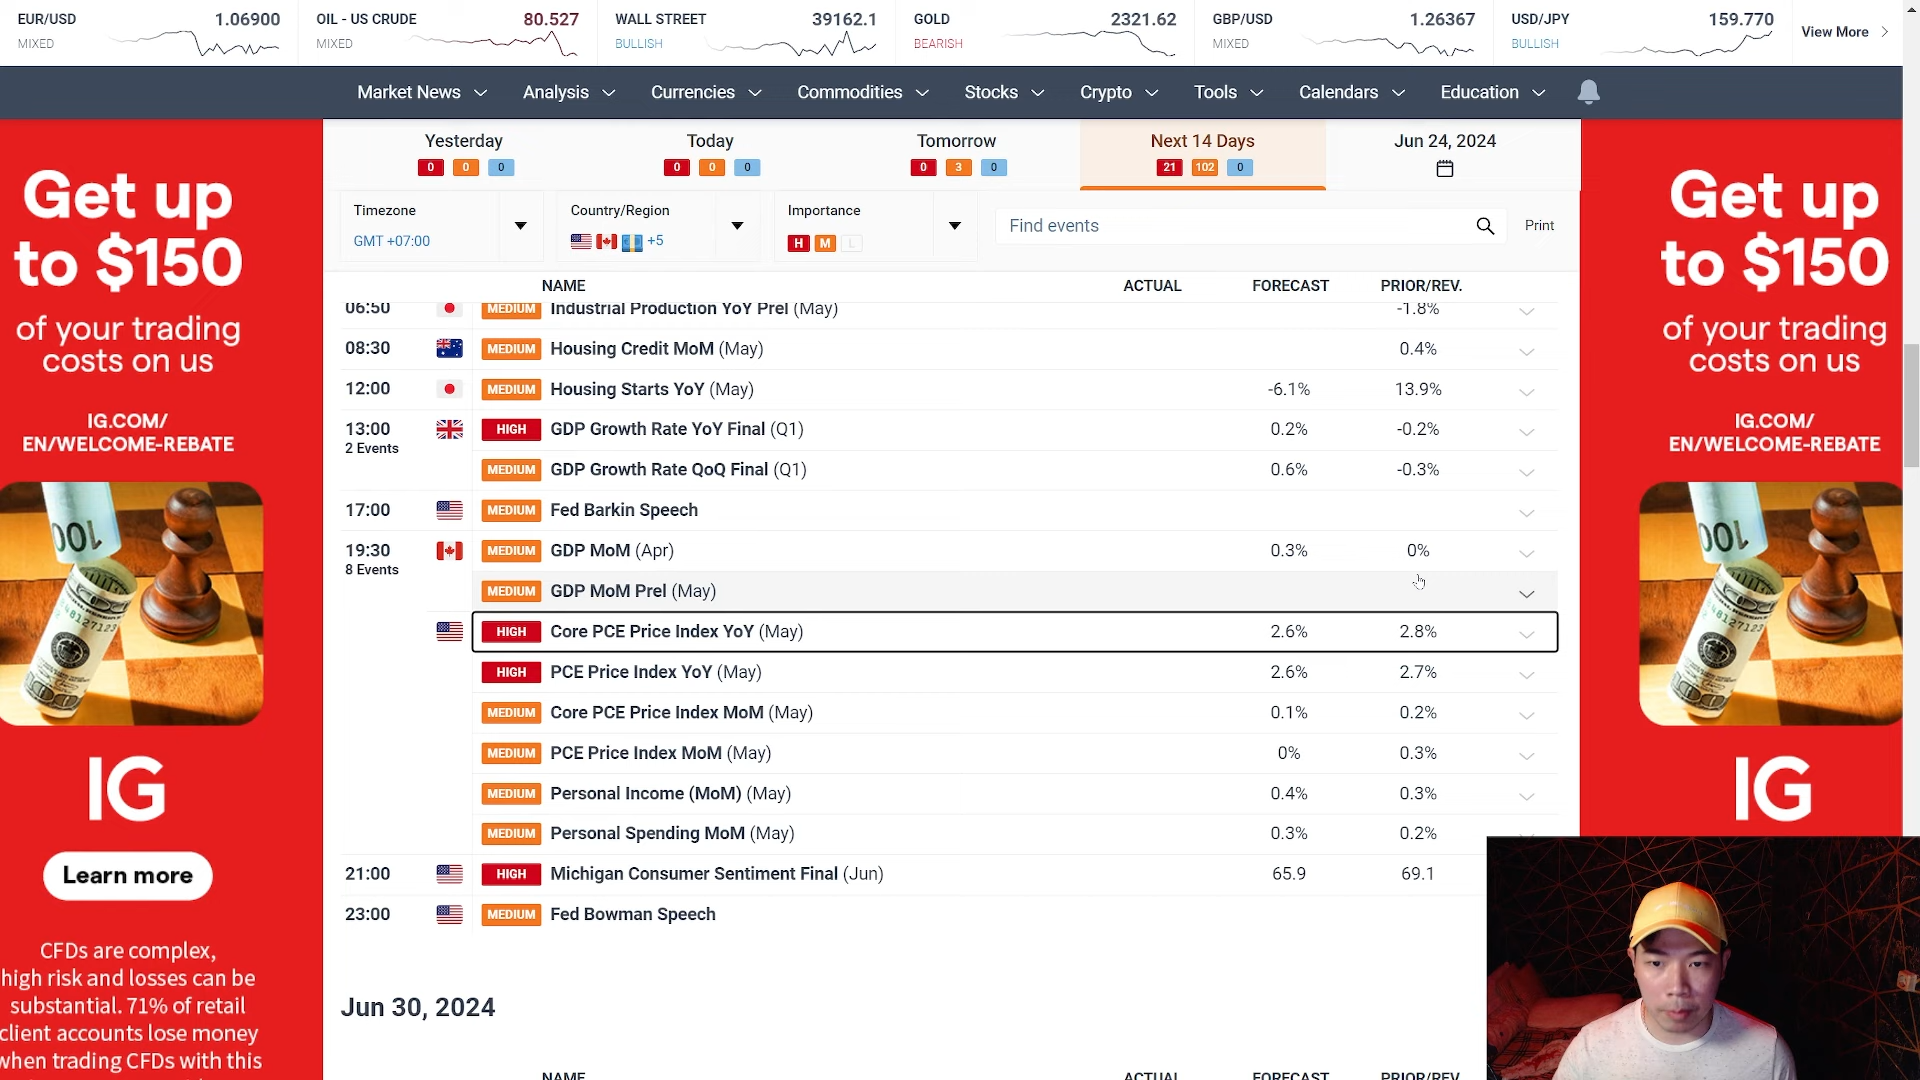 EUR/USD 1.06900
MIXED
OIL - US CRUDE 80.527
MIXED
WALL STREET 39162.1
BULLISH
GOLD 2321.62
BEARISH
GBP/USD 1.26367
MIXED
USD/JPY 159.770
BULLISH
View More
Market News Analysis Currencies Commodities Stocks Crypto Tools Calendars Education
Yesterday Today Tomorrow Next 14 Days Jun 24, 2024
0 0 0 0 0 0 0 3 0 21 102 0
Timezone
GMT +07:00
Country/Region
+5
Importance
H M L
Find events
Print
NAME ACTUAL FORECAST PRIOR/REV.
06:50 MEDIUM Industrial Production YoY Prel (May) -1.8%
08:30 MEDIUM Housing Credit MoM (May) 0.4%
12:00 MEDIUM Housing Starts YoY (May) -6.1% 13.9%
13:00 HIGH GDP Growth Rate YoY Final (Q1) 0.2% -0.2%
2 Events
MEDIUM GDP Growth Rate QoQ Final (Q1) 0.6% -0.3%
17:00 MEDIUM Fed Barkin Speech
19:30 MEDIUM GDP MoM (Apr) 0.3% 0%
8 Events
MEDIUM GDP MoM Prel (May)
HIGH Core PCE Price Index YoY (May) 2.6% 2.8%
HIGH PCE Price Index YoY (May) 2.6% 2.7%
MEDIUM Core PCE Price Index MoM (May) 0.1% 0.2%
MEDIUM PCE Price Index MoM (May) 0% 0.3%
MEDIUM Personal Income (MoM) (May) 0.4% 0.3%
MEDIUM Personal Spending MoM (May) 0.3% 0.2%
21:00 HIGH Michigan Consumer Sentiment Final (Jun) 65.9 69.1
23:00 MEDIUM Fed Bowman Speech
Jun 30, 2024
NAME ACTUAL FORECAST PRIOR/REV.
Get up
to $150
of your trading
costs on us
IG.COM/
EN/WELCOME-REBATE
100
IG
Learn more
CFDs are complex,
high risk and losses can be
substantial. 71% of retail
client accounts lose money
when trading CFDs with this
Get up
to $150
of your trading
costs on us
IG.COM/
EN/WELCOME-REBATE
100
IG